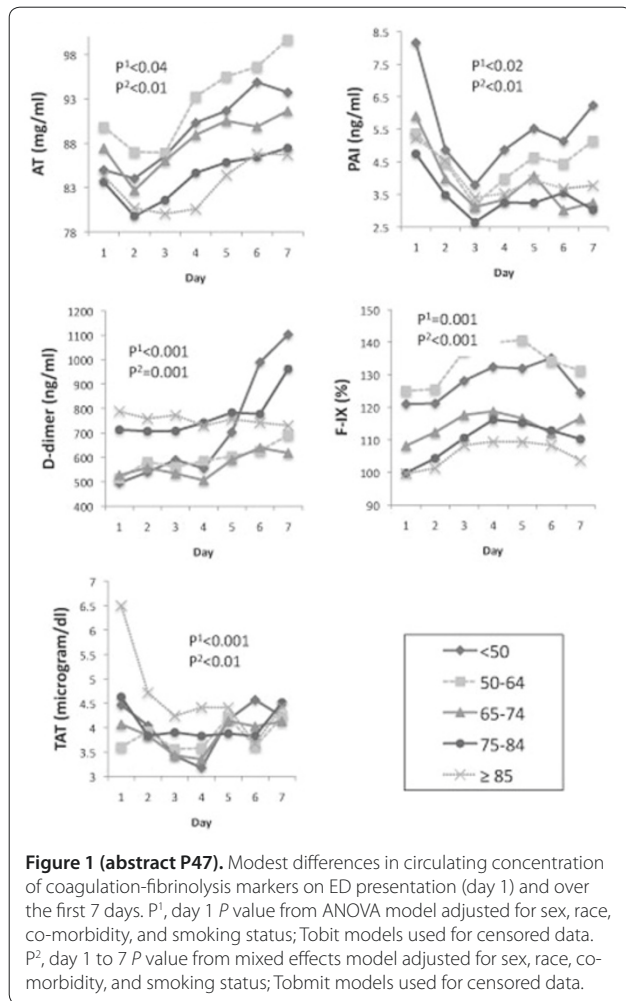 98
93
88
83
78
AT (mg/ml)
P¹<0.04
P²<0.01
1 2 3 4 5 6 7
Day
8.5
7.5
6.5
5.5
4.5
3.5
2.5
PAI (ng/ml)
P¹<0.02
P²<0.01
1 2 3 4 5 6 7
Day
1200
1100
1000
900
800
700
600
500
400
D-dimer (ng/ml)
P¹<0.001
P²=0.001
1 2 3 4 5 6 7
Day
150
140
130
120
110
100
90
F-IX (%)
P¹=0.001
P²<0.001
1 2 3 4 5 6 7
Day
7
6.5
6
5.5
5
4.5
4
3.5
3
TAT (microgram/dl)
P¹<0.001
P²<0.01
1 2 3 4 5 6 7
Day
<50
50-64
65-74
75-84
≥ 85
Figure 1 (abstract P47). Modest differences in circulating concentration
of coagulation-fibrinolysis markers on ED presentation (day 1) and over
the first 7 days. P¹, day 1 P value from ANOVA model adjusted for sex, race,
co-morbidity, and smoking status; Tobit models used for censored data.
P², day 1 to 7 P value from mixed effects model adjusted for sex, race, co-
morbidity, and smoking status; Tobmit models used for censored data.